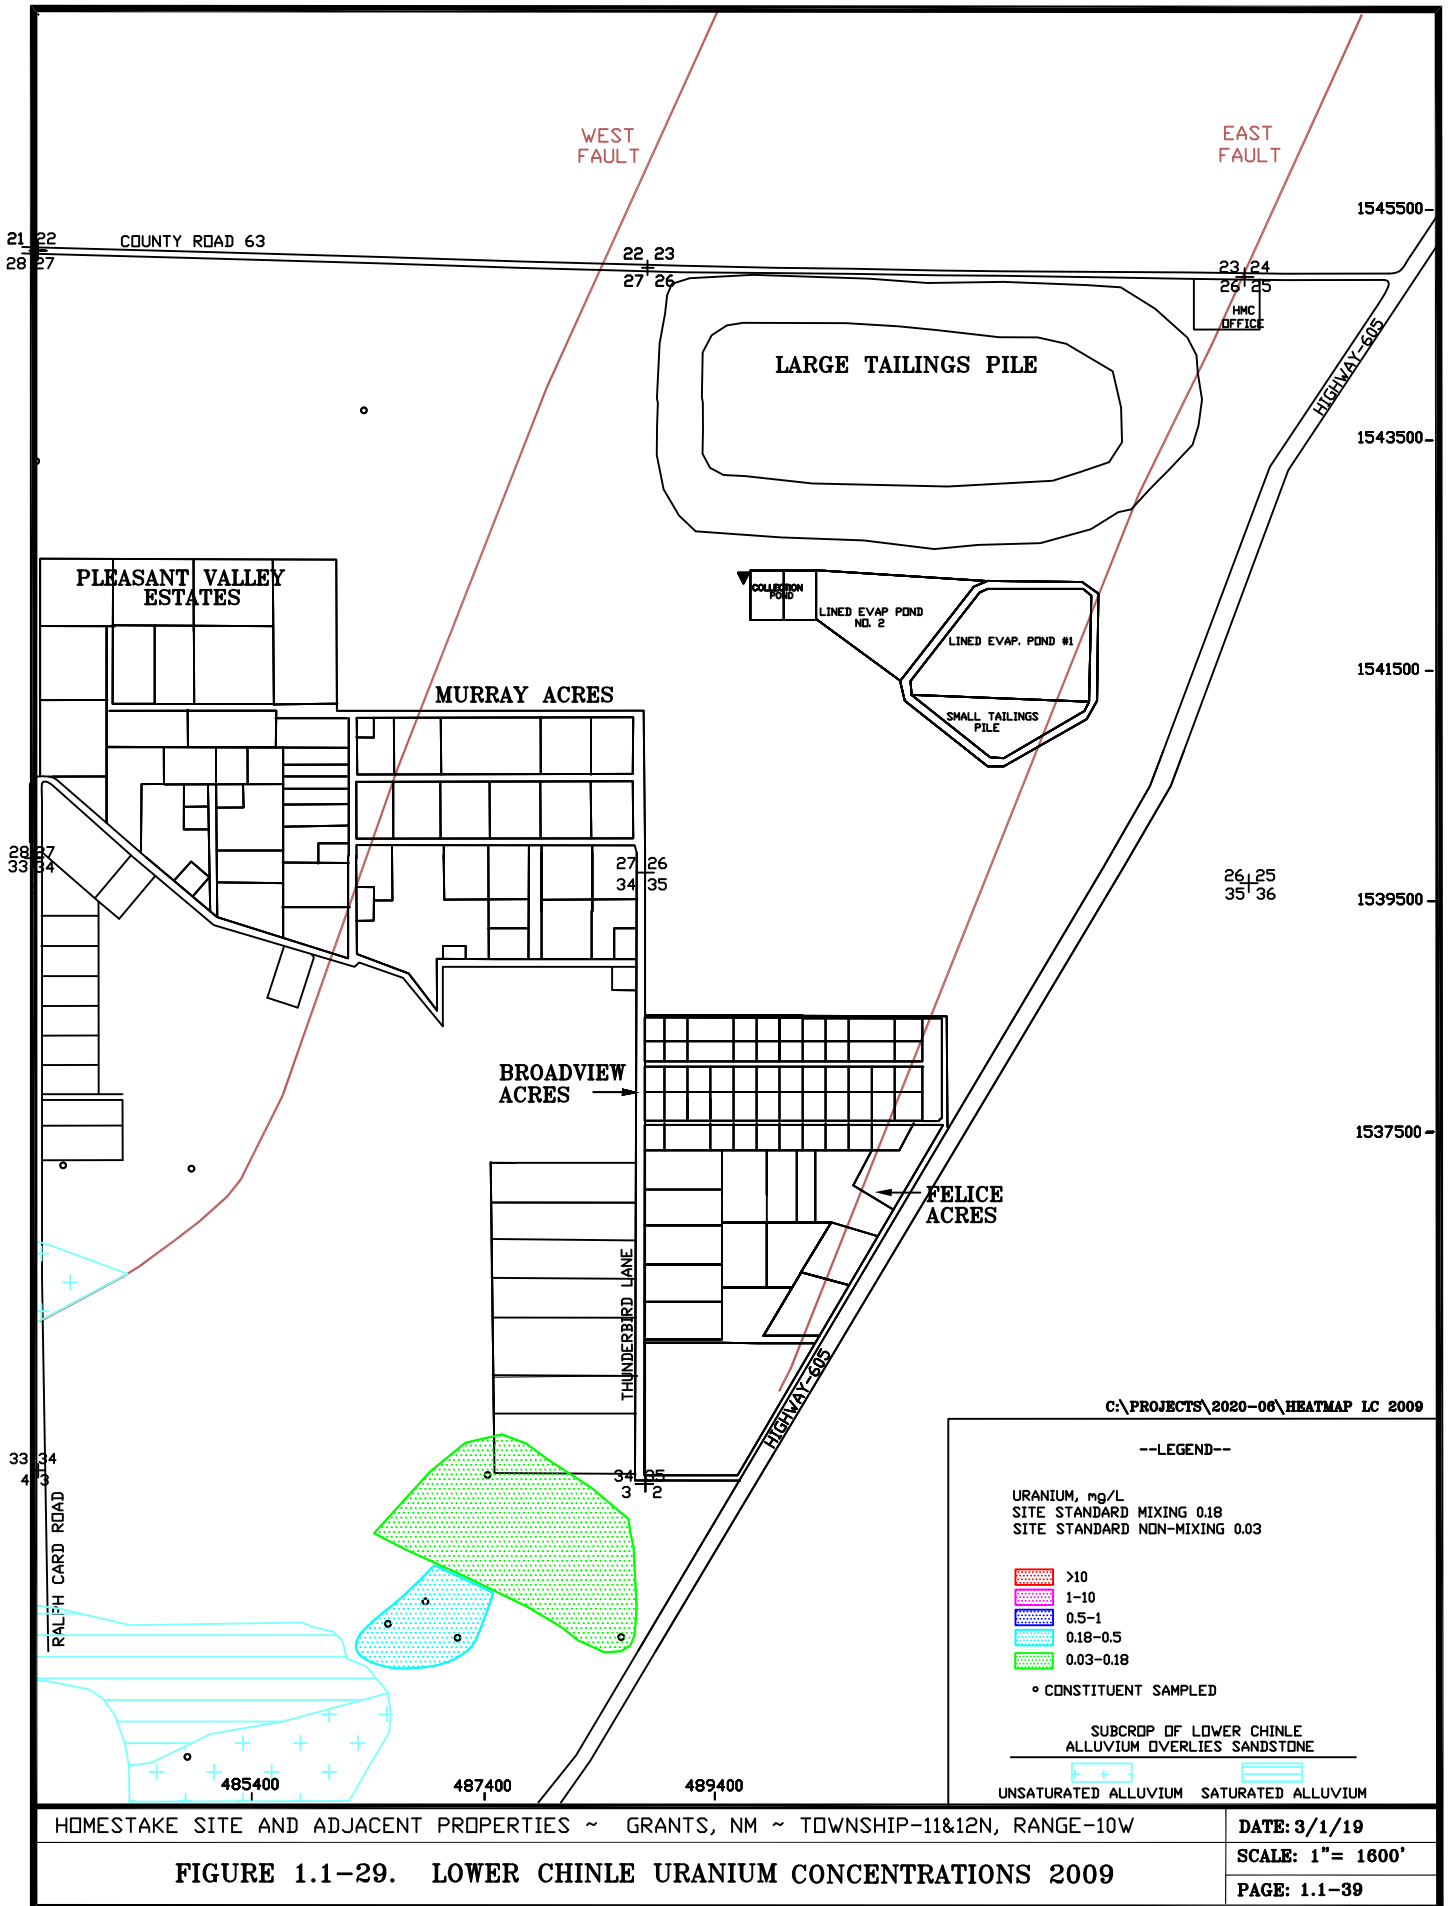 WEST
FAULT
EAST
FAULT
1545500
21 22
28 27
COUNTY ROAD 63
22 23
27 26
23 24
26 25
HMC
OFFICE
LARGE TAILINGS PILE
HIGHWAY-605
1543500
PLEASANT VALLEY
ESTATES
COLLECTION
POND
LINED EVAP POND
NO. 2
LINED EVAP. POND #1
1541500
MURRAY ACRES
SMALL TAILINGS
PILE
28 27
33 34
27 26
34 35
26 25
35 36
1539500
BROADVIEW
ACRES
1537500
FELICE
ACRES
THUNDERBIRD LANE
HIGHWAY-605
C:\PROJECTS\2020-06\HEATMAP LC 2009
33 34
4 3
34 35
3 2
RALPH CARD ROAD
--LEGEND--
URANIUM, mg/L
SITE STANDARD MIXING 0.18
SITE STANDARD NON-MIXING 0.03
>10
1-10
0.5-1
0.18-0.5
0.03-0.18
CONSTITUENT SAMPLED
SUBCROP OF LOWER CHINLE
ALLUVIUM OVERLIES SANDSTONE
UNSATURATED ALLUVIUM SATURATED ALLUVIUM
485400
487400
489400
HOMESTAKE SITE AND ADJACENT PROPERTIES ~ GRANTS, NM ~ TOWNSHIP-11&12N, RANGE-10W
DATE: 3/1/19
FIGURE 1.1-29. LOWER CHINLE URANIUM CONCENTRATIONS 2009
SCALE: 1"= 1600'
PAGE: 1.1-39